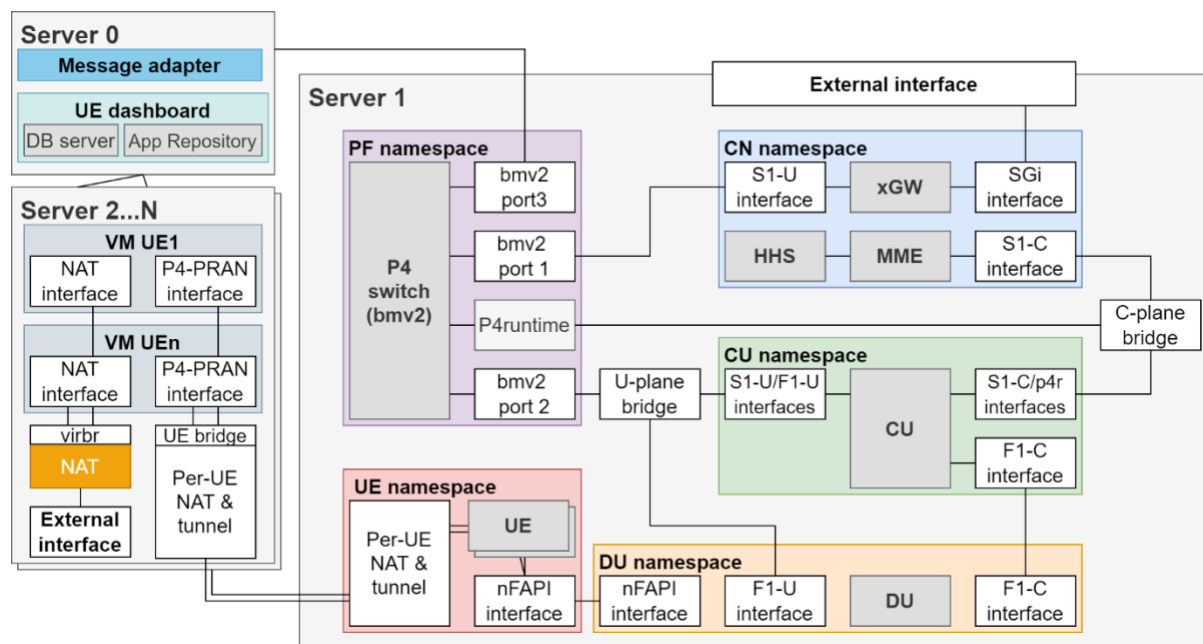 Server 0
Message adapter
UE dashboard
DB server
App Repository
Server 2...N
VM UE1
NAT
interface
P4-PRAN
interface
VM UEn
NAT
interface
P4-PRAN
interface
virbr
UE bridge
NAT
Per-UE
NAT &
tunnel
External
interface
Server 1
External interface
PF namespace
P4
switch
(bmv2)
bmv2
port3
bmv2
port 1
P4runtime
bmv2
port 2
U-plane
bridge
CN namespace
S1-U
interface
xGW
SGi
interface
HHS
MME
S1-C
interface
C-plane
bridge
CU namespace
S1-U/F1-U
interfaces
CU
S1-C/p4r
interfaces
F1-C
interface
UE namespace
Per-UE
NAT &
tunnel
UE
nFAPI
interface
DU namespace
nFAPI
interface
F1-U
interface
DU
F1-C
interface